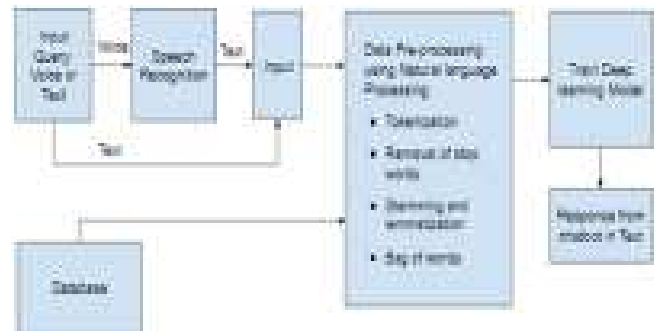 Input
Query
Voice or
Text
Voice
Speech
Recognition
Text
Input
Text
Data Pre-processing
using Natural language
Processing
• Tokenization
• Removal of stop
words
• Stemming and
lemmatization
• Bag of words
Train Deep
learning Model
Response from
chatbot in Text
Database